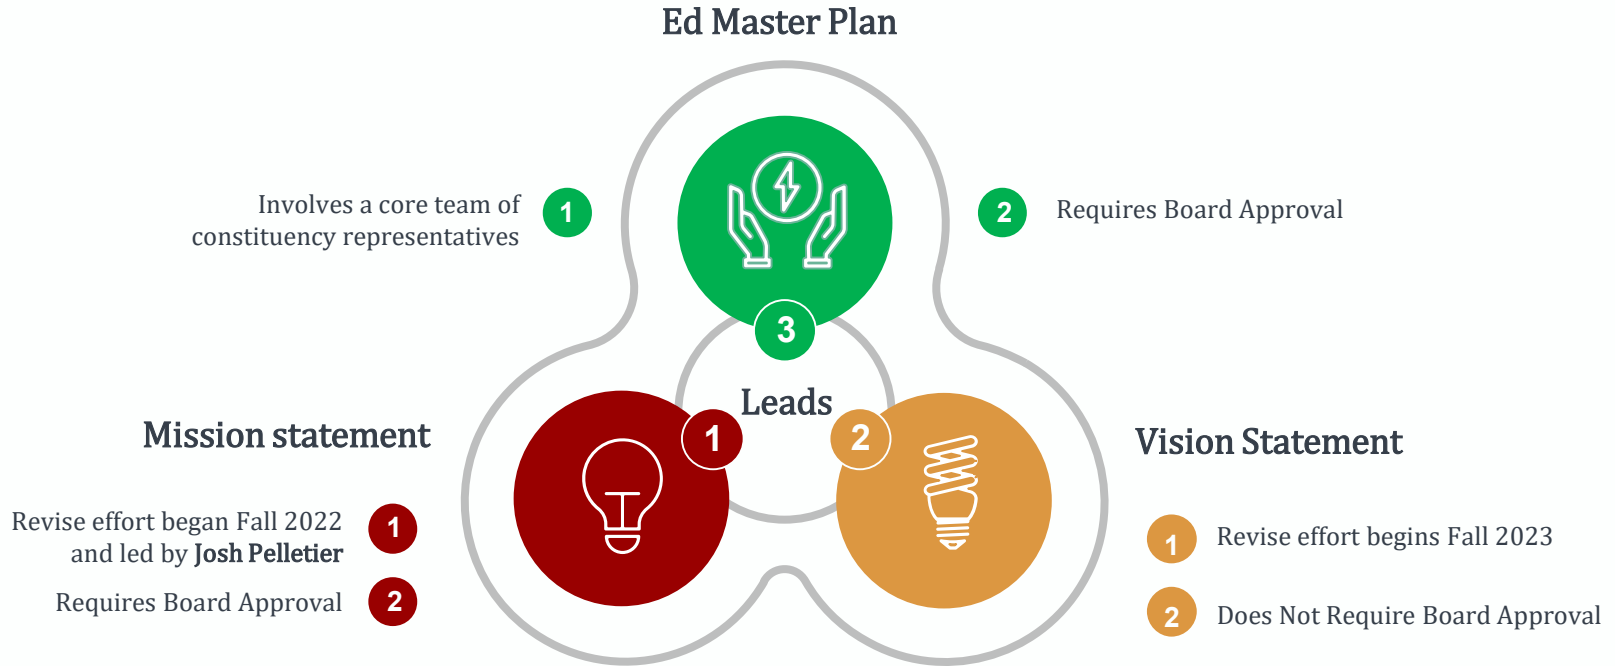 Ed Master Plan
Involves a core team of
constituency representatives
1
2
Requires Board Approval
3
Leads
1
2
Mission statement
Revise effort began Fall 2022
and led by Josh Pelletier
1
Requires Board Approval
2
Vision Statement
1
Revise effort begins Fall 2023
2
Does Not Require Board Approval